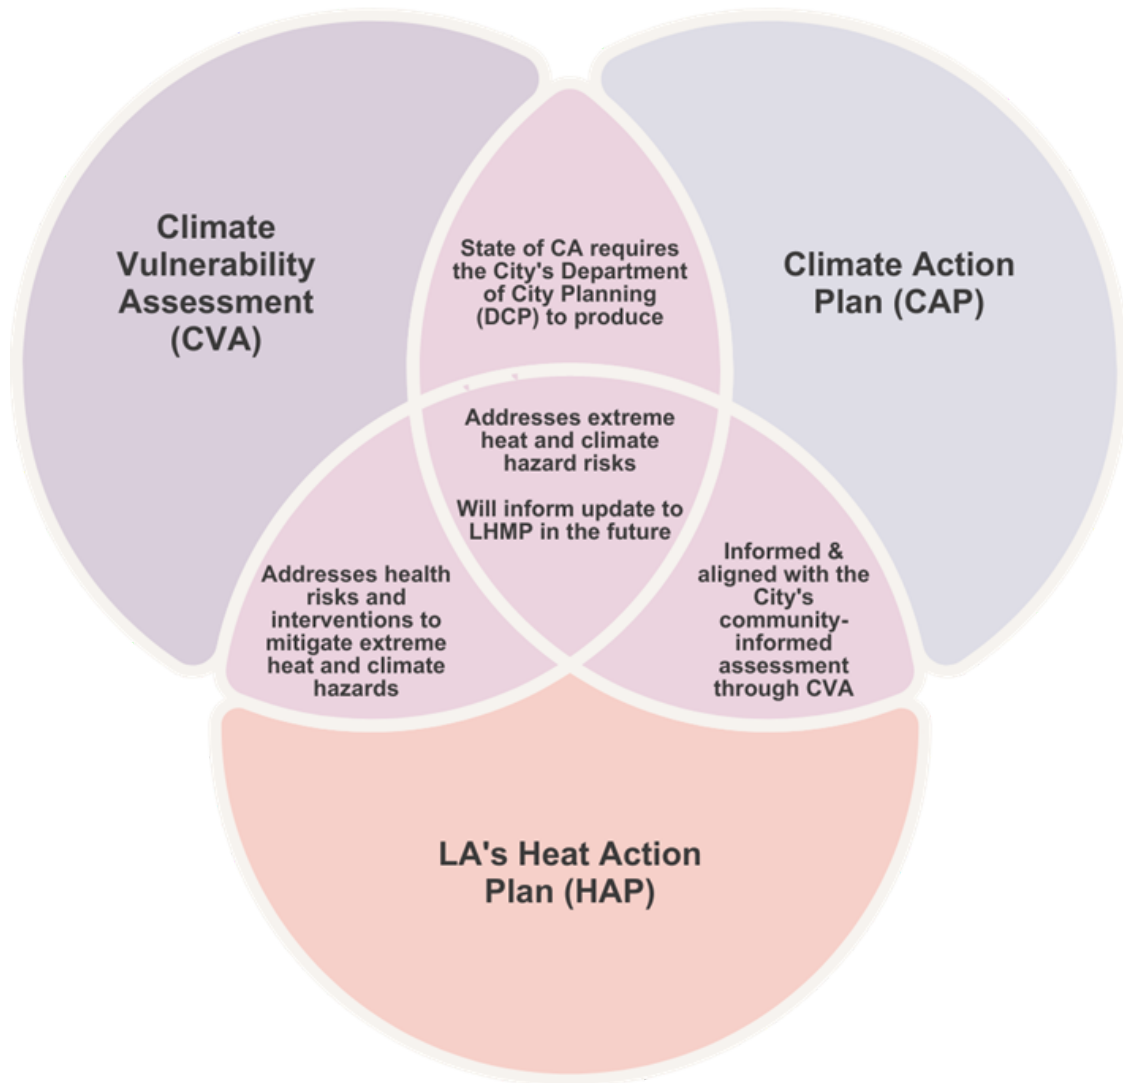 Climate
Vulnerability
Assessment
(CVA)
State of CA requires
the City's Department
of City Planning
(DCP) to produce
Climate Action
Plan (CAP)
Addresses extreme
heat and climate
hazard risks
Will inform update to
LHMP in the future
Addresses health
risks and
interventions to
mitigate extreme
heat and climate
hazards
Informed &
aligned with the
City's
community-
informed
assessment
through CVA
LA's Heat Action
Plan (HAP)